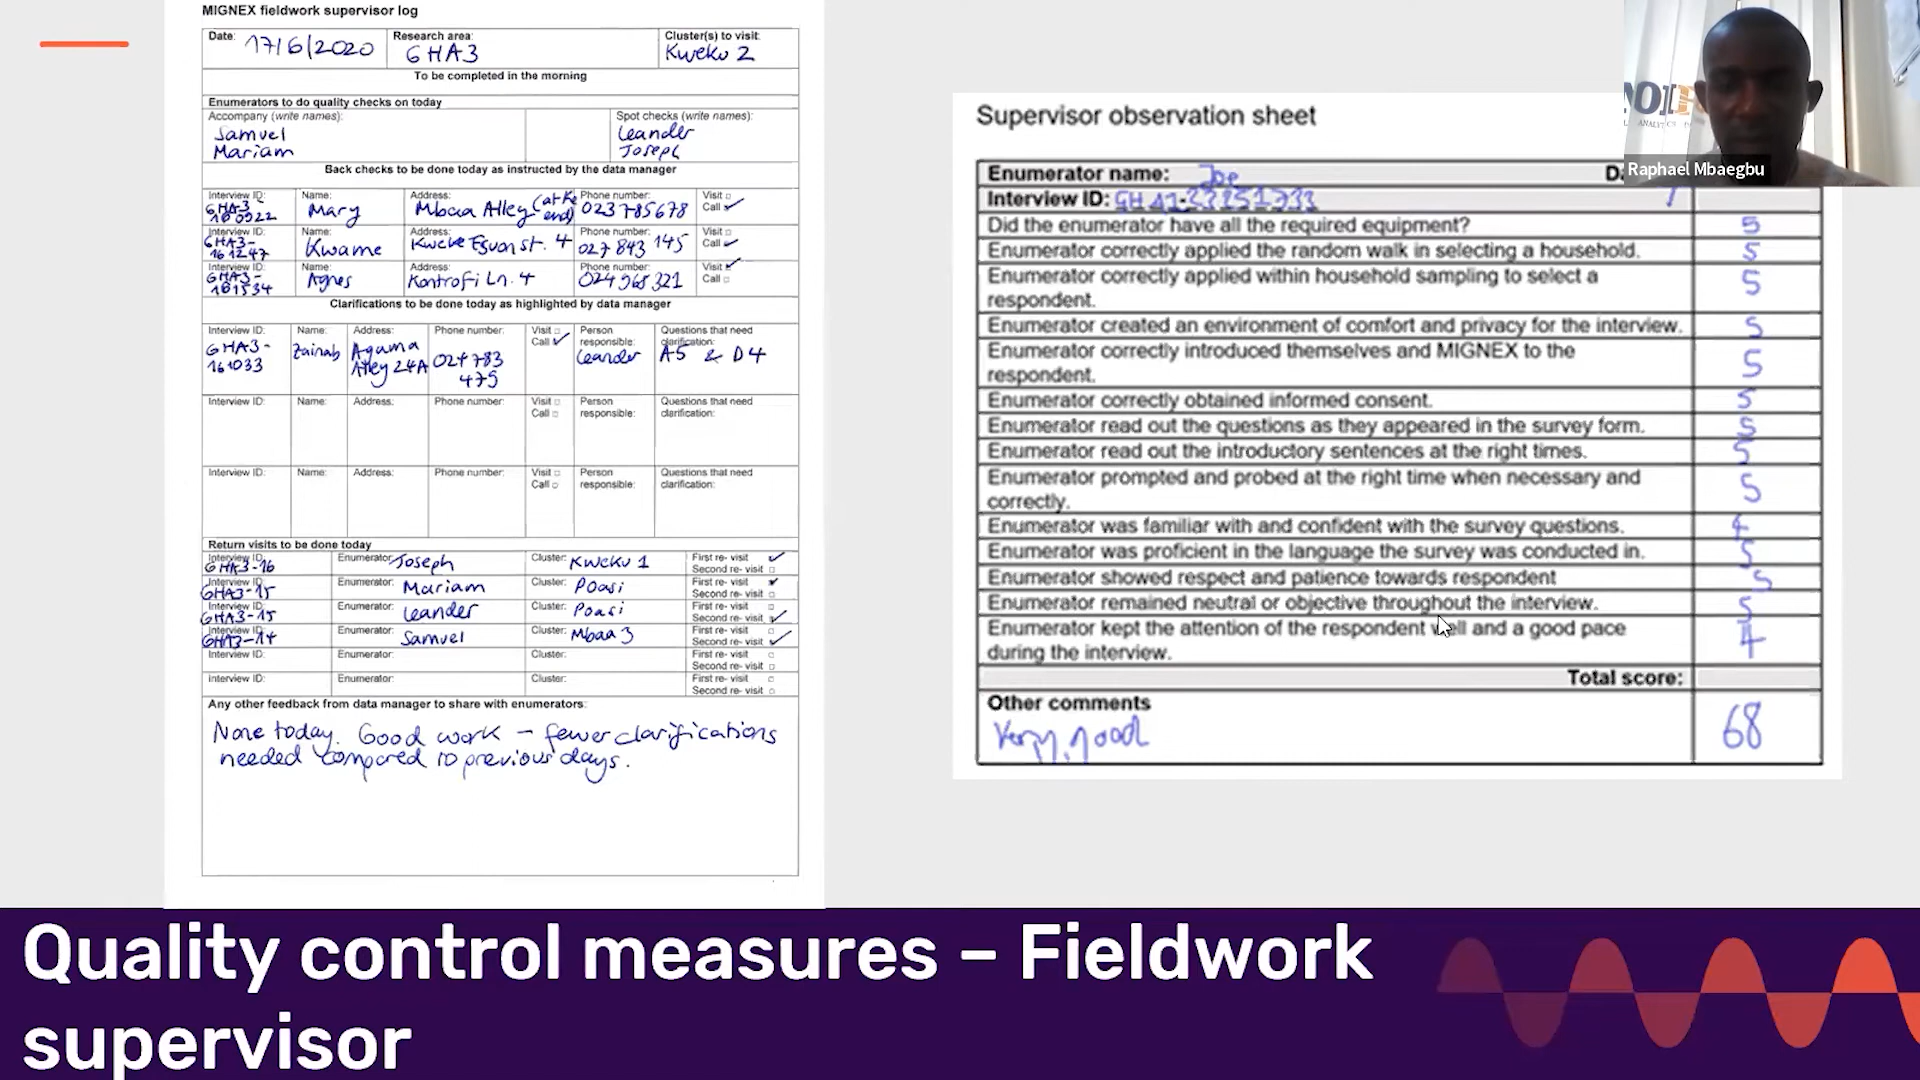 MIGNEX fieldwork supervisor log
Date: 17/6/2020 Research area: GHA3 Cluster(s) to visit: Kweku 2
To be completed in the morning
Enumerators to do quality checks on today
Accompany (write names): Spot checks (write names):
Samuel Leander
Mariam Joseph
Back checks to be done today as instructed by the data manager
Interview ID: GHA3-160922 Name: Mary Address: Mbaa Alley (at Ke end) Phone number: 023785678 Visit Call
Interview ID: GHA3-161247 Name: Kwame Address: Kweke Esuon st. 4 Phone number: 027 843 145 Visit Call
Interview ID: GHA3-161534 Name: Agnes Address: Kontrofi Ln. 4 Phone number: 024 965 321 Visit Call
Clarifications to be done today as highlighted by data manager
Interview ID: GHA3-161033 Name: Zainab Address: Agama Alley 24A Phone number: 024 783 475 Visit Call Person responsible: Leander Questions that need clarification: A5 & D4
Interview ID: Name: Address: Phone number: Visit Call Person responsible: Questions that need clarification:
Interview ID: Name: Address: Phone number: Visit Call Person responsible: Questions that need clarification:
Return visits to be done today
Interview ID: GHA3-16 Enumerator: Joseph Cluster: Kweku 1 First re- visit Second re- visit
Interview ID: GHA3-15 Enumerator: Mariam Cluster: Poasi First re- visit Second re- visit
Interview ID: GHA3-15 Enumerator: Leander Cluster: Poasi First re- visit Second re- visit
Interview ID: GHA3-14 Enumerator: Samuel Cluster: Mbaa 3 First re- visit Second re- visit
Interview ID: Enumerator: Cluster: First re- visit Second re- visit
Interview ID: Enumerator: Cluster: First re- visit Second re- visit
Any other feedback from data manager to share with enumerators:
None today. Good work – fewer clarifications
needed compared to previous days.
Supervisor observation sheet
Enumerator name: Joe
Interview ID:
Did the enumerator have all the required equipment? 5
Enumerator correctly applied the random walk in selecting a household. 5
Enumerator correctly applied within household sampling to select a
respondent. 5
Enumerator created an environment of comfort and privacy for the interview. 5
Enumerator correctly introduced themselves and MIGNEX to the
respondent. 5
Enumerator correctly obtained informed consent. 5
Enumerator read out the questions as they appeared in the survey form. 5
Enumerator read out the introductory sentences at the right times. 5
Enumerator prompted and probed at the right time when necessary and
correctly. 5
Enumerator was familiar with and confident with the survey questions. 4
Enumerator was proficient in the language the survey was conducted in. 5
Enumerator showed respect and patience towards respondent 5
Enumerator remained neutral or objective throughout the interview. 5
Enumerator kept the attention of the respondent well and a good pace
during the interview. 4
Total score:
Other comments 68
Very good
Raphael Mbaegbu
Quality control measures – Fieldwork
supervisor